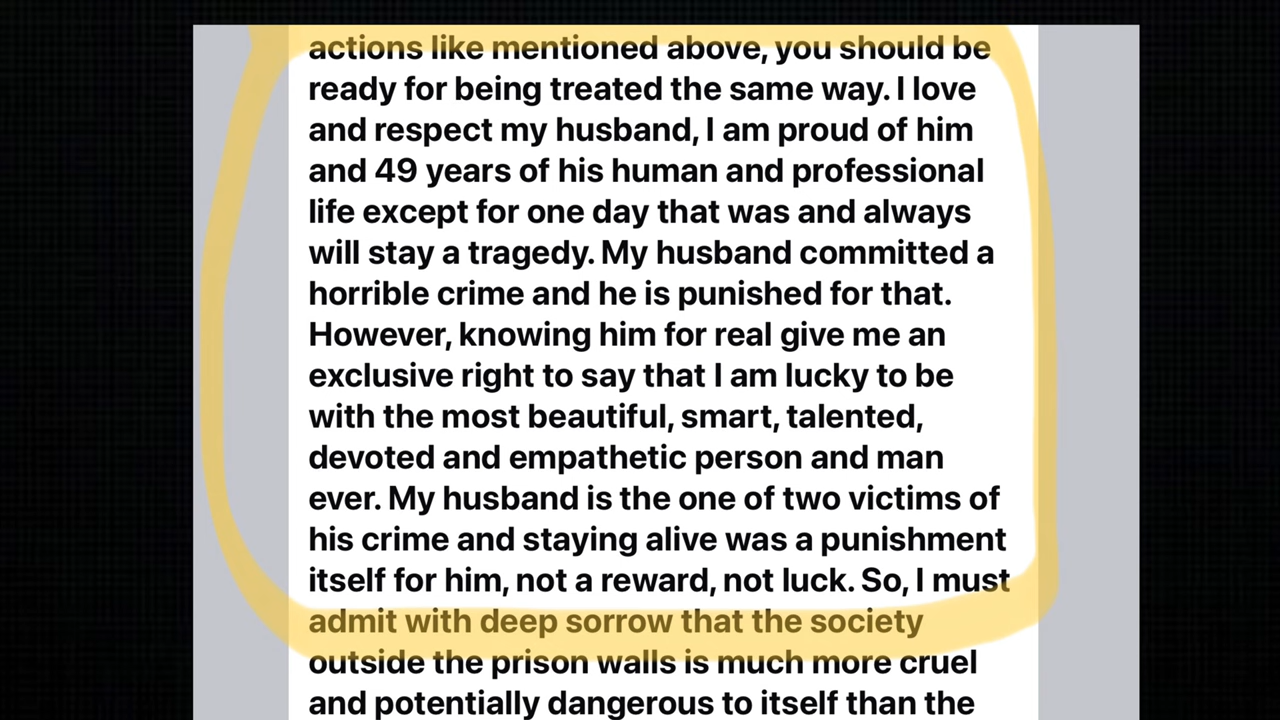 actions like mentioned above, you should be
ready for being treated the same way. I love
and respect my husband, I am proud of him
and 49 years of his human and professional
life except for one day that was and always
will stay a tragedy. My husband committed a
horrible crime and he is punished for that.
However, knowing him for real give me an
exclusive right to say that I am lucky to be
with the most beautiful, smart, talented,
devoted and empathetic person and man
ever. My husband is the one of two victims of
his crime and staying alive was a punishment
itself for him, not a reward, not luck. So, I must
admit with deep sorrow that the society
outside the prison walls is much more cruel
and potentially dangerous to itself than the